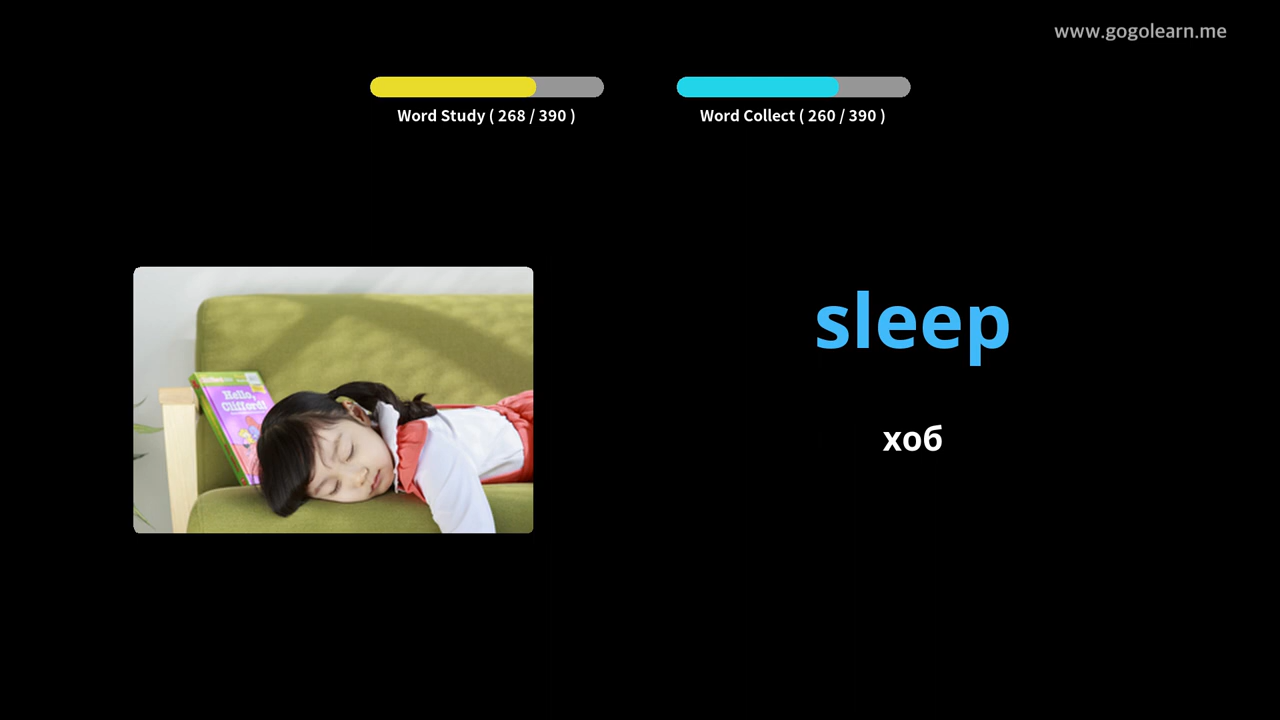 www.gogolearn.me
Word Study ( 268 / 390 )
Word Collect ( 260 / 390 )
sleep
хоб
Hello,
Clifford!